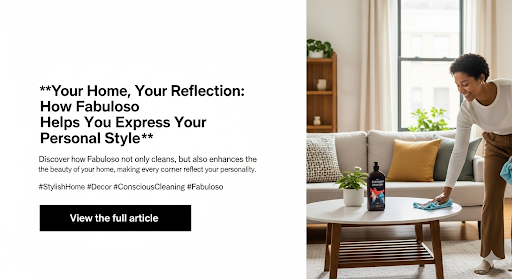 **Your Home, Your Reflection:
How Fabuloso
Helps You Express Your
Personal Style**
Discover how Fabuloso not only cleans, but also enhances the
the beauty of your home, making every corner reflect your personality.
#StylishHome #Decor #ConsciousCleaning #Fabuloso
View the full article